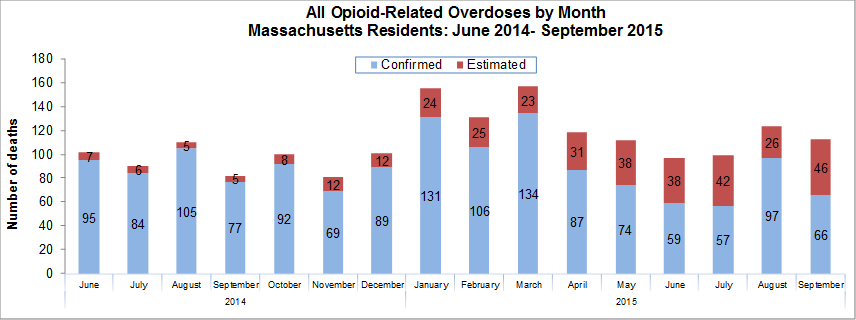 All Opioid-Related Overdoses by Month
Massachusetts Residents: June 2014- September 2015
Confirmed Estimated
Number of deaths
180
160
140
120
100
80
60
40
20
0
7 6 5 5 8 12 12 24 25 23 31 38 38 42 26 46
95 84 105 77 92 69 89 131 106 134 87 74 59 57 97 66
June July August September October November December January February March April May June July August September
2014 2015